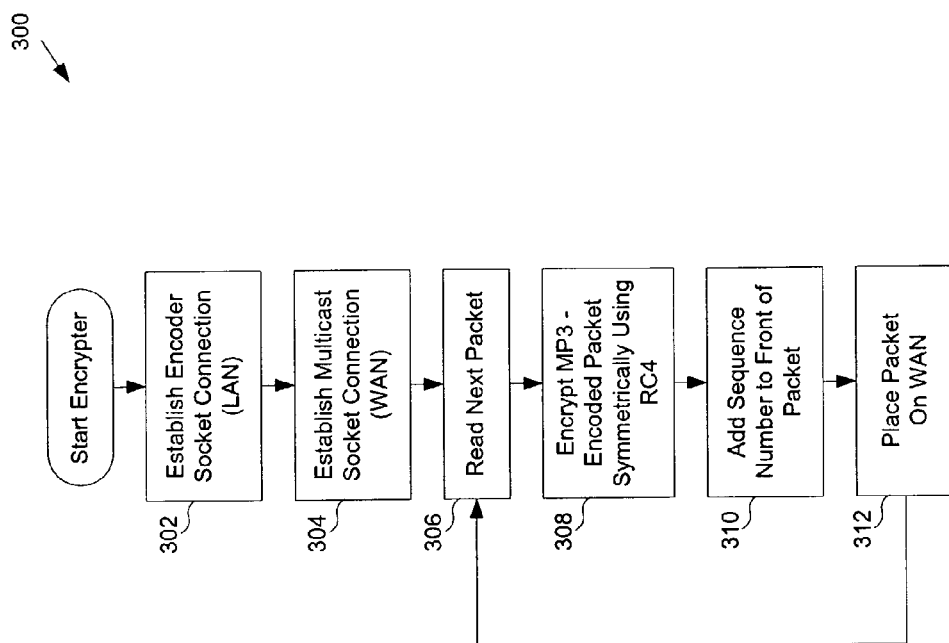 300
Start Encrypter
Establish Encoder
Socket Connection
(LAN)
302
Establish Multicast
Socket Connection
(WAN)
304
Read Next Packet
306
Encrypt MP3 -
Encoded Packet
Symmetrically Using
RC4
308
Add Sequence
Number to Front of
Packet
310
Place Packet
On WAN
312